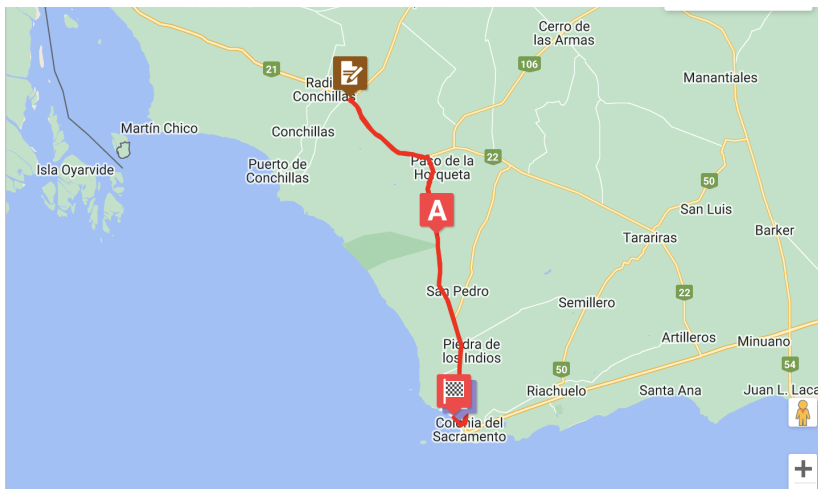 Cerro de
las Armas
106
21
Manantiales
Radi
Conchillas
Martín Chico
Conchillas
Paso de la
Horqueta
22
Isla Oyarvide
Puerto de
Conchillas
50
San Luis
A
Barker
Tarariras
San Pedro
22
Semillero
Artilleros
Minuano
Piedra de
los Indios
54
50
Riachuelo
Santa Ana
Juan L. Laca
Colonia del
Sacramento